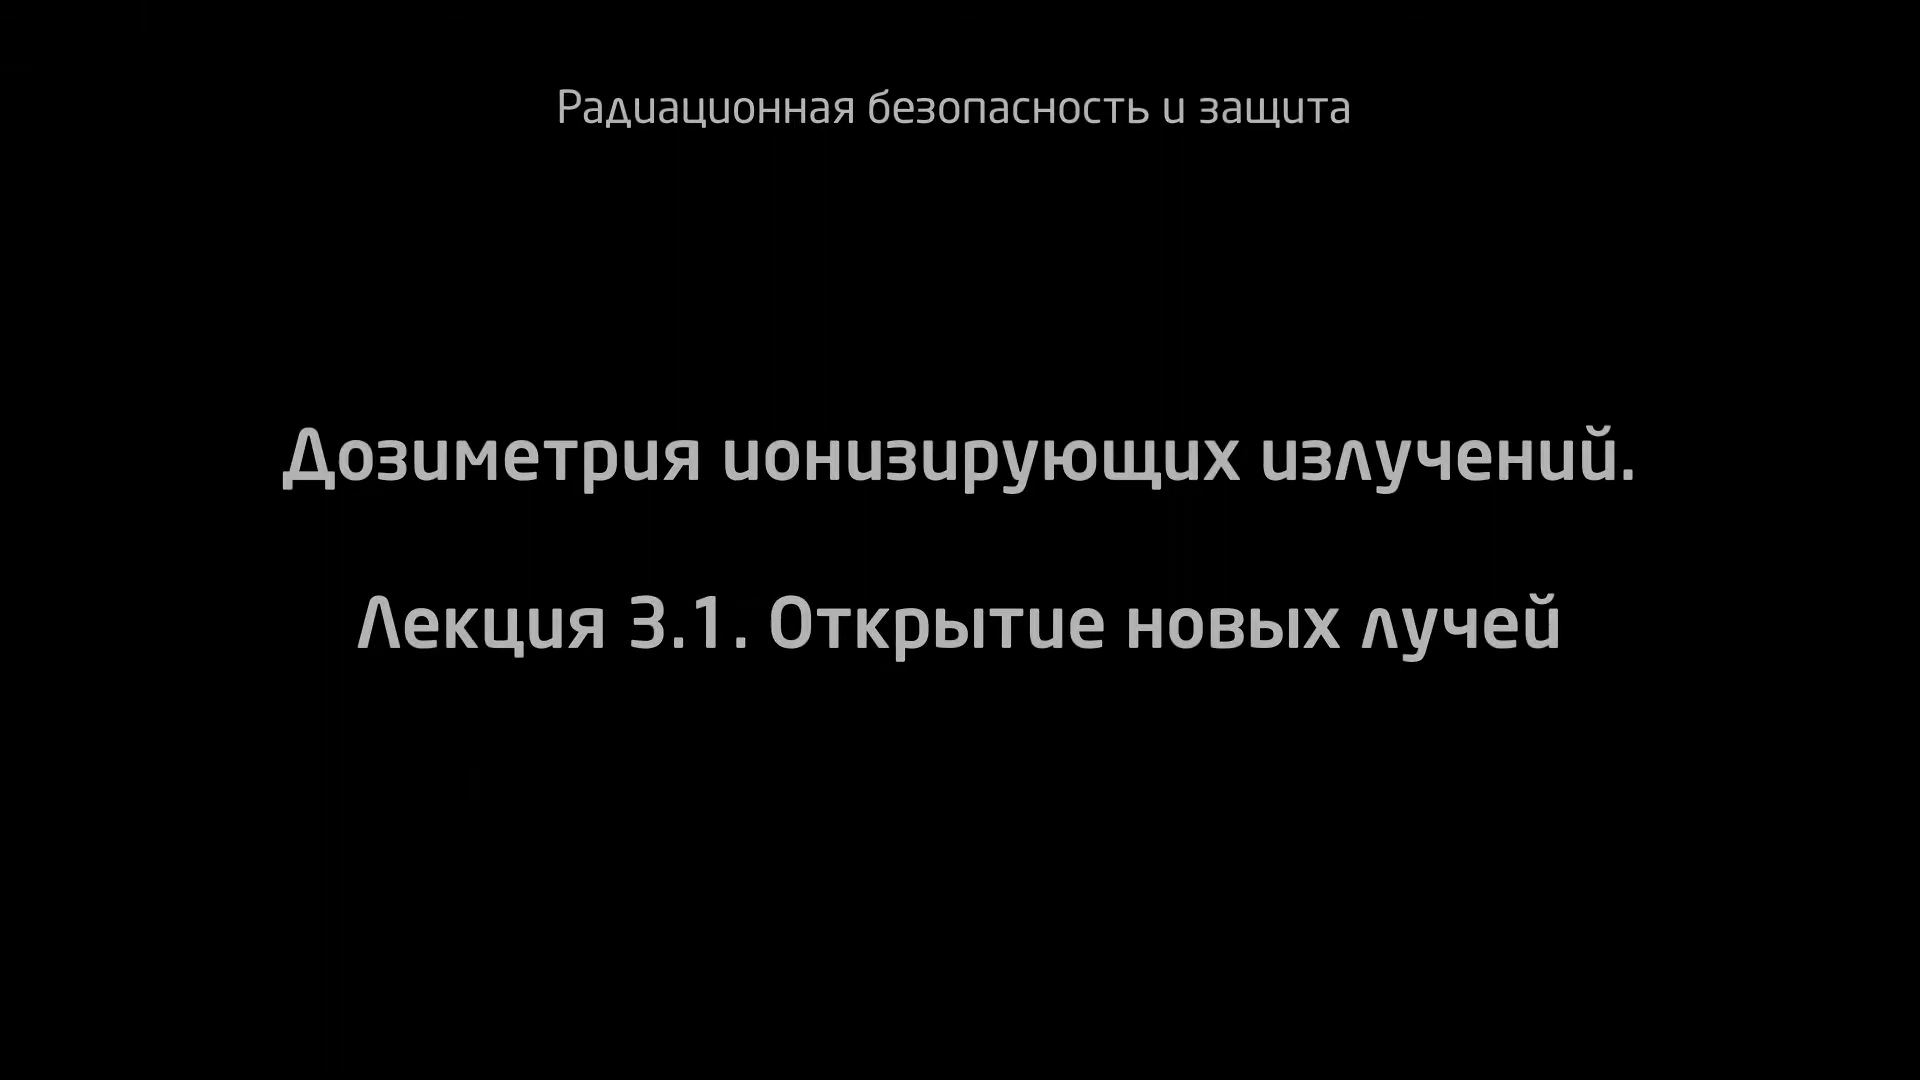 Радиационная безопасность и защита
Дозиметрия ионизирующих излучений.
Лекция 3.1. Открытие новых лучей